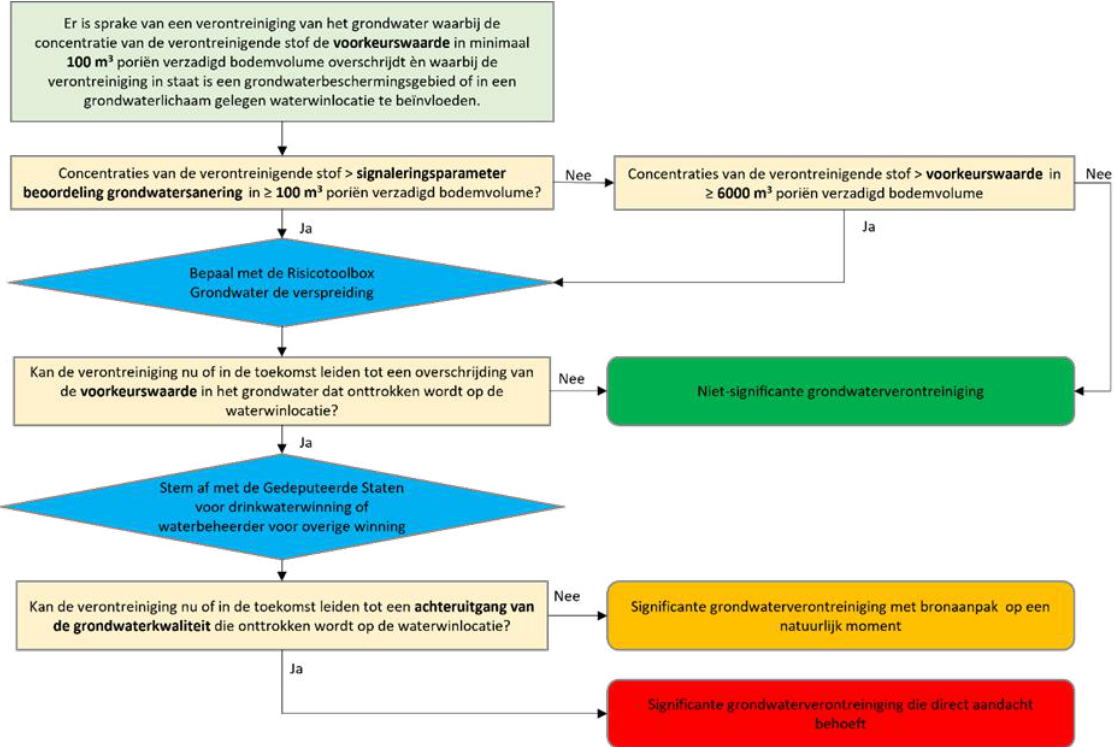 Er is sprake van een verontreiniging van het grondwater waarbij de
concentratie van de verontreinigende stof de voorkeurswaarde in minimaal
100 m³ poriën verzadigd bodemvolume overschrijdt èn waarbij de
verontreiniging in staat is een grondwaterbeschermingsgebied of in een
grondwaterlichaam gelegen waterwinlocatie te beïnvloeden.
Concentraties van de verontreinigende stof > signaleringsparameter
beoordeling grondwatersanering in ≥ 100 m³ poriën verzadigd bodemvolume?
Nee
Concentraties van de verontreinigende stof > voorkeurswaarde in
≥ 6000 m³ poriën verzadigd bodemvolume
Nee
Ja
Ja
Bepaal met de Risicotoolbox
Grondwater de verspreiding
Kan de verontreiniging nu of in de toekomst leiden tot een overschrijding van
de voorkeurswaarde in het grondwater dat onttrokken wordt op de
waterwinlocatie?
Nee
Niet-significante grondwaterverontreiniging
Ja
Stem af met de Gedeputeerde Staten
voor drinkwaterwinning of
waterbeheerder voor overige winning
Kan de verontreiniging nu of in de toekomst leiden tot een achteruitgang van
de grondwaterkwaliteit die onttrokken wordt op de waterwinlocatie?
Nee
Significante grondwaterverontreiniging met bronaanpak op een
natuurlijk moment
Ja
Significante grondwaterverontreiniging die direct aandacht
behoeft